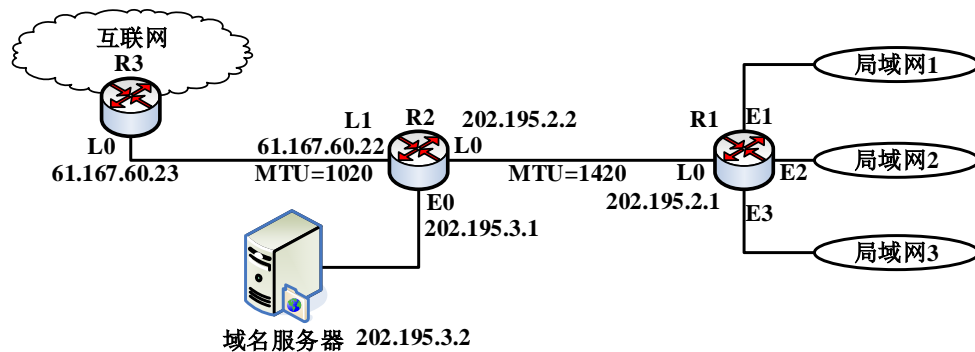 互联网
R3
L0
61.167.60.23
L1
61.167.60.22
MTU=1020
R2
202.195.2.2
L0
MTU=1420
E0
202.195.3.1
域名服务器 202.195.3.2
R1
L0
202.195.2.1
E1
E2
E3
局域网1
局域网2
局域网3